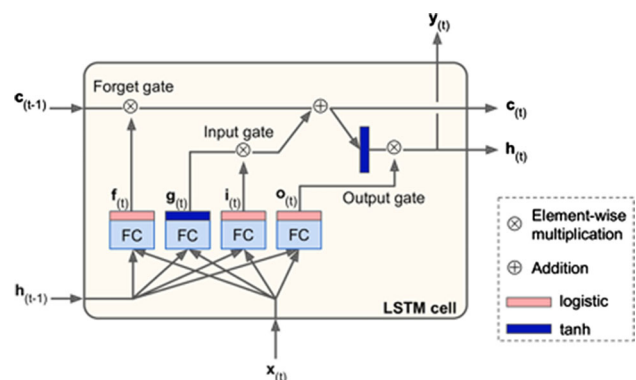 y(t)
Forget gate
c(t-1)
c(t)
Input gate
h(t)
f(t)
g(t)
i(t)
o(t)
Output gate
FC
FC
FC
FC
Element-wise
multiplication
Addition
h(t-1)
LSTM cell
logistic
tanh
x(t)